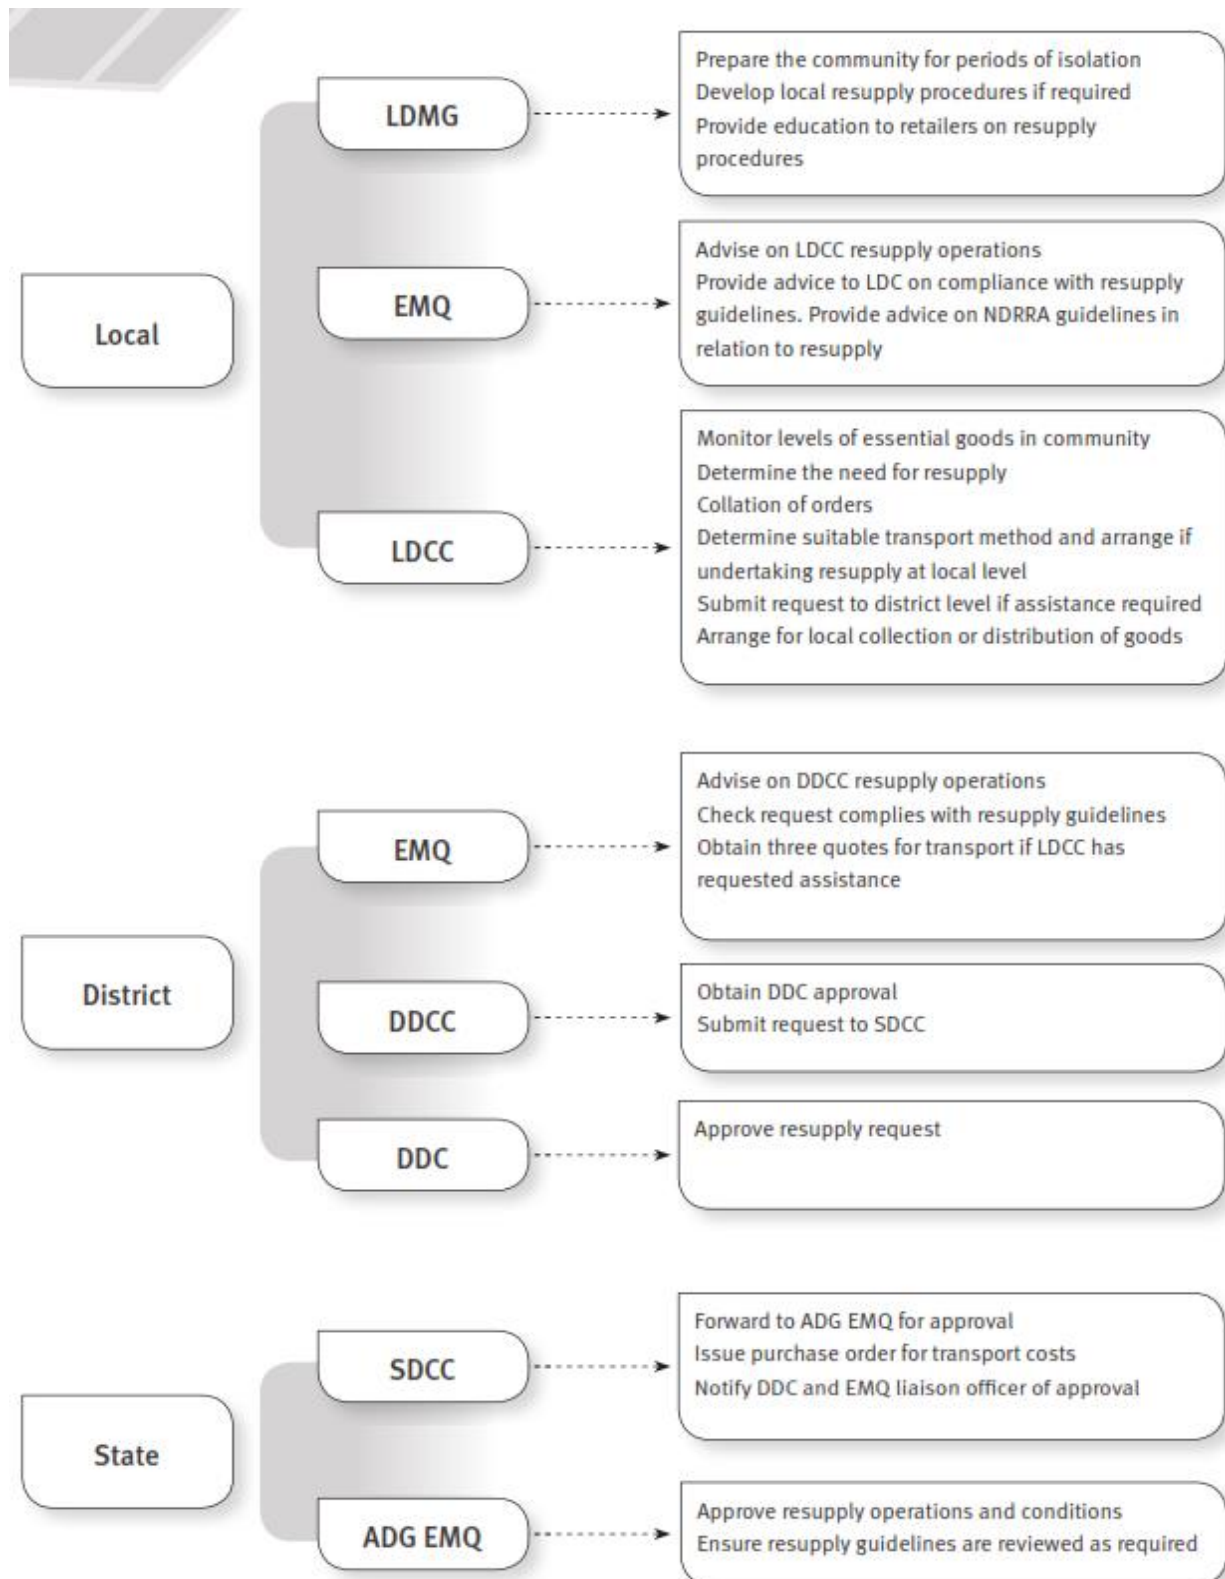 Local
LDMG
Prepare the community for periods of isolation
Develop local resupply procedures if required
Provide education to retailers on resupply
procedures
EMQ
Advise on LDCC resupply operations
Provide advice to LDC on compliance with resupply
guidelines. Provide advice on NDRRA guidelines in
relation to resupply
LDCC
Monitor levels of essential goods in community
Determine the need for resupply
Collation of orders
Determine suitable transport method and arrange if
undertaking resupply at local level
Submit request to district level if assistance required
Arrange for local collection or distribution of goods
District
EMQ
Advise on DDCC resupply operations
Check request complies with resupply guidelines
Obtain three quotes for transport if LDCC has
requested assistance
DDCC
Obtain DDC approval
Submit request to SDCC
DDC
Approve resupply request
State
SDCC
Forward to ADG EMQ for approval
Issue purchase order for transport costs
Notify DDC and EMQ liaison officer of approval
ADG EMQ
Approve resupply operations and conditions
Ensure resupply guidelines are reviewed as required